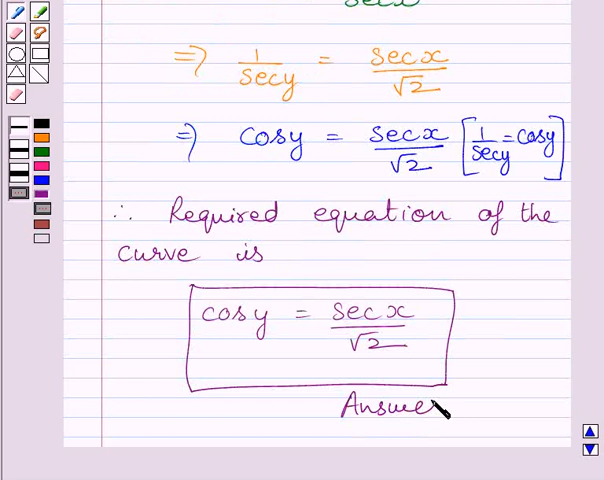 secx
⇒ 1/secy = secx/√2
⇒ cosy = secx/√2 [1/secy = cosy]
∴ Required equation of the
curve is
cosy = secx/√2
Answer